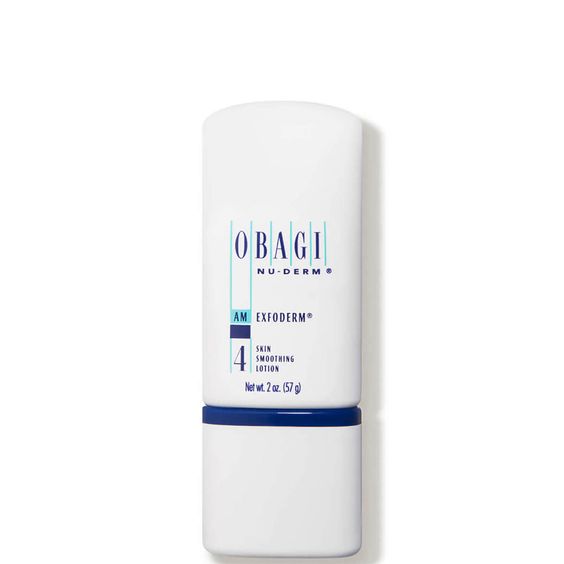 OBAGI
NU-DERM®
AM EXFODERM®
4 SKIN
SMOOTHING
LOTION
Net wt. 2 oz. (57 g)